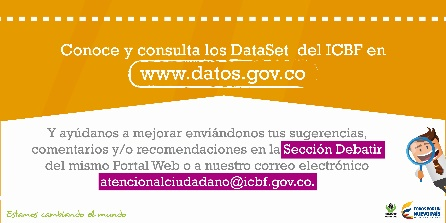 Conoce y consulta los DataSet del ICBF en
www.datos.gov.co
Y ayúdanos a mejorar enviándonos tus sugerencias,
comentarios y/o recomendaciones en la Sección Debatir
del mismo Portal Web o a nuestro correo electrónico
atencionalciudadano@icbf.gov.co.
Estamos cambiando el mundo